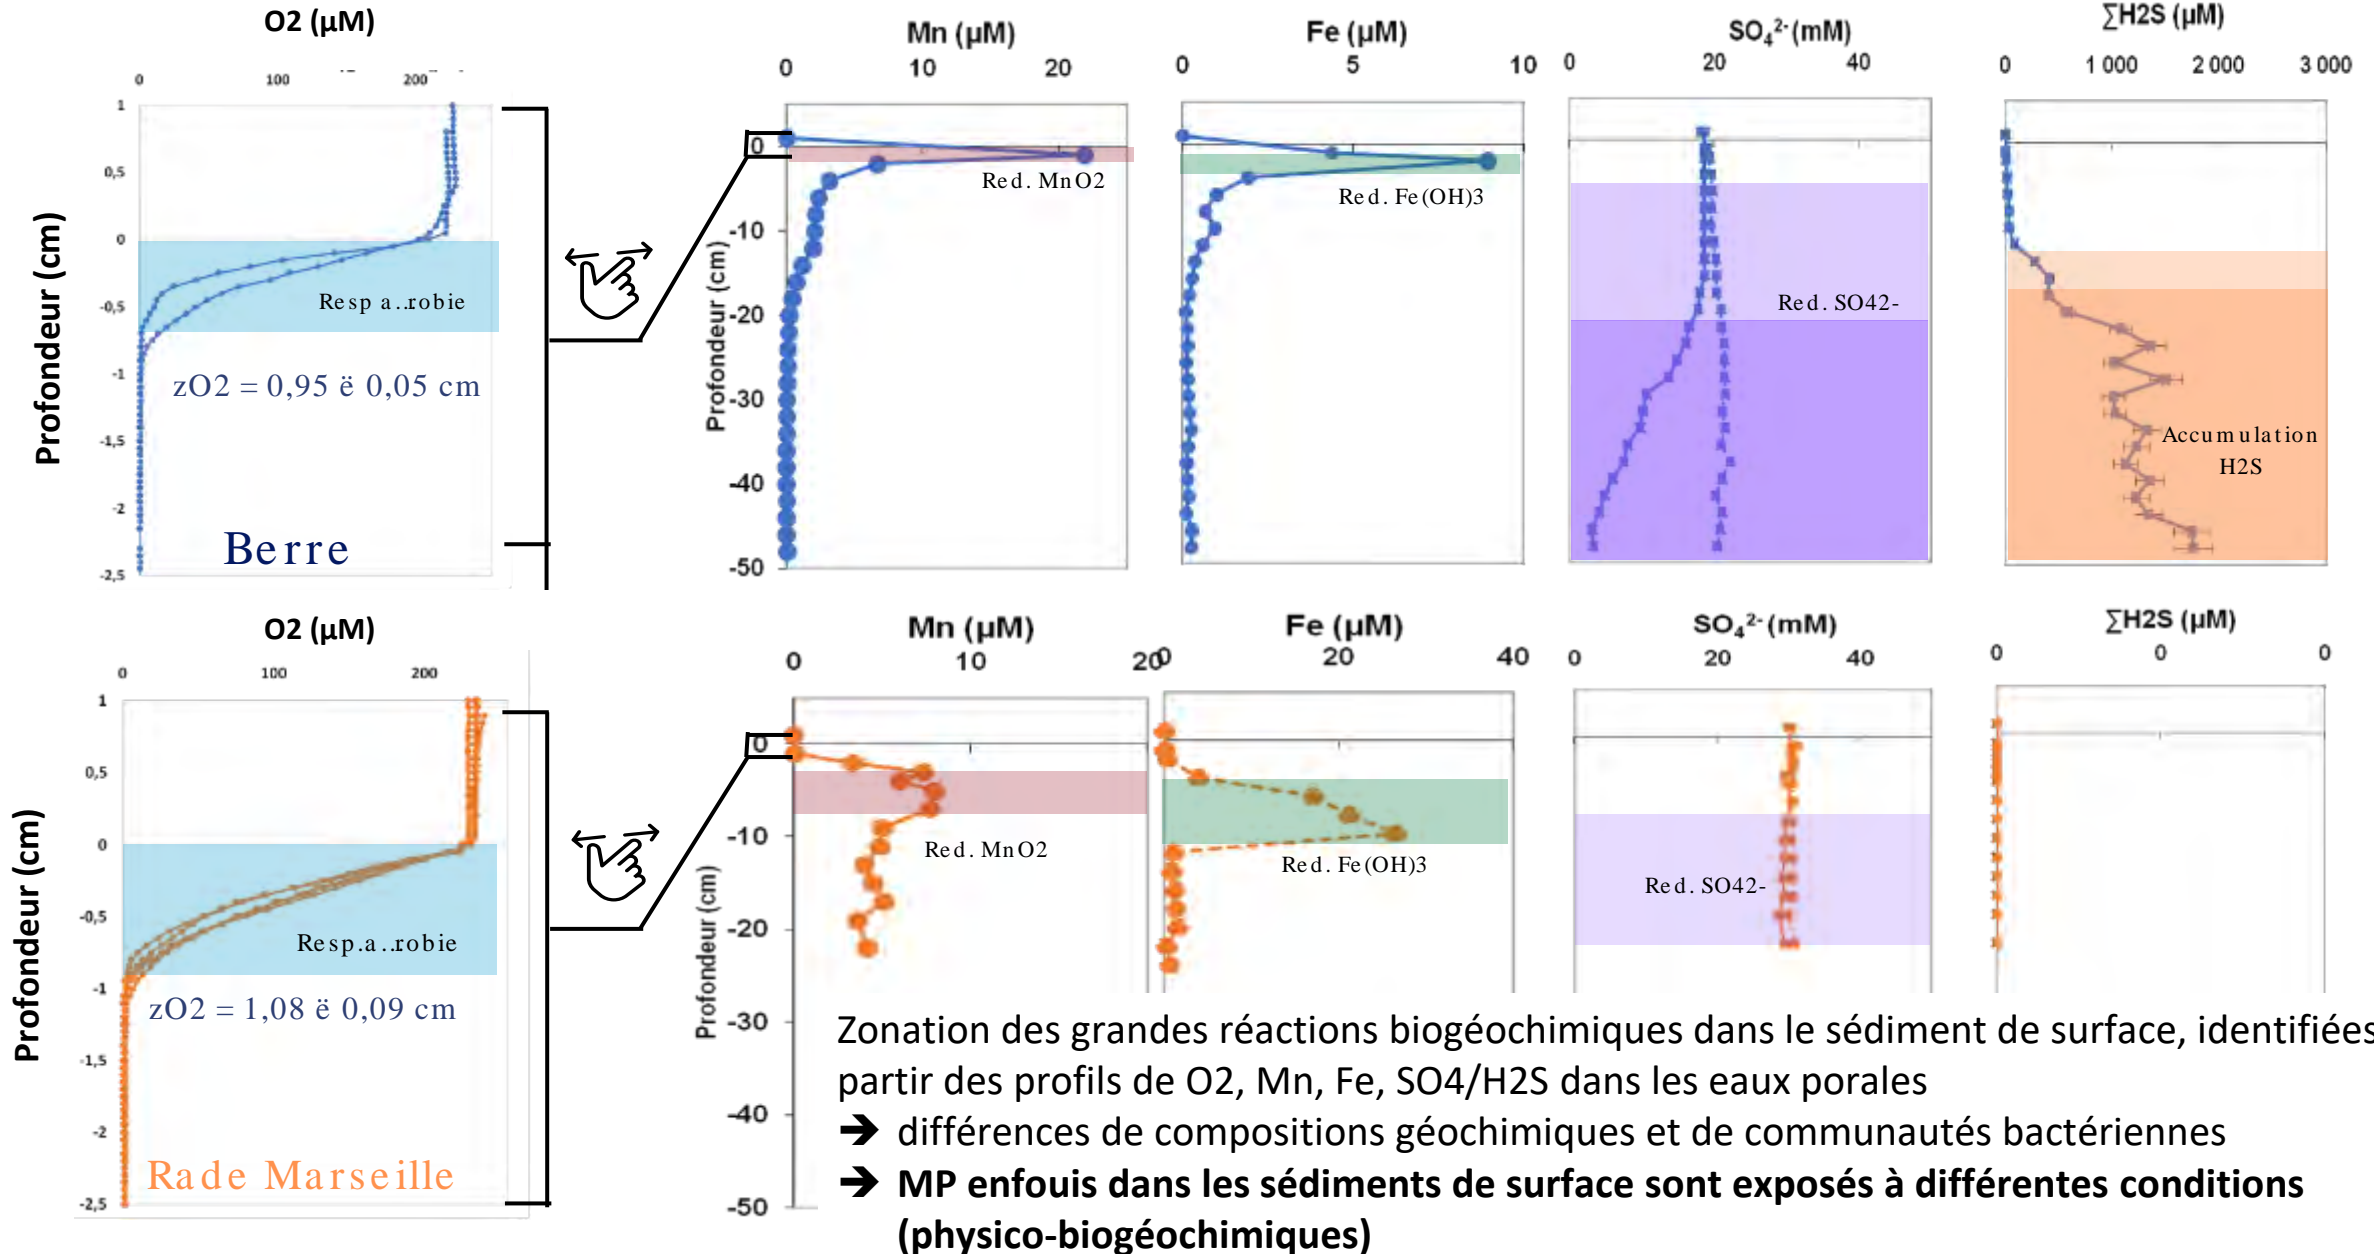 O2 (µM)
0 100 200
1
0,5
0
-0,5
-1
-1,5
-2
-2,5
Profondeur (cm)
Resp a..robie
zO2 = 0,95 ë 0,05 cm
Berre
Mn (µM)
0 10 20
0
-10
-20
-30
-40
-50
Profondeur (cm)
Red. MnO2
Fe (µM)
0 5 10
Red. Fe(OH)3
SO₄²⁻ (mM)
0 20 40
Red. SO42-
∑H2S (µM)
0 1 000 2 000 3 000
Accumulation
H2S
O2 (µM)
0 100 200
1
0,5
0
-0,5
-1
-1,5
-2
-2,5
Profondeur (cm)
Resp.a..robie
zO2 = 1,08 ë 0,09 cm
Rade Marseille
Mn (µM)
0 10 20
0
-10
-20
-30
-40
-50
Profondeur (cm)
Red. MnO2
Fe (µM)
0 20 40
Red. Fe(OH)3
SO₄²⁻ (mM)
0 20 40
Red. SO42-
∑H2S (µM)
0 0 0
Zonation des grandes réactions biogéochimiques dans le sédiment de surface, identifiées
partir des profils de O2, Mn, Fe, SO4/H2S dans les eaux porales
➔ différences de compositions géochimiques et de communautés bactériennes
➔ MP enfouis dans les sédiments de surface sont exposés à différentes conditions
(physico-biogéochimiques)